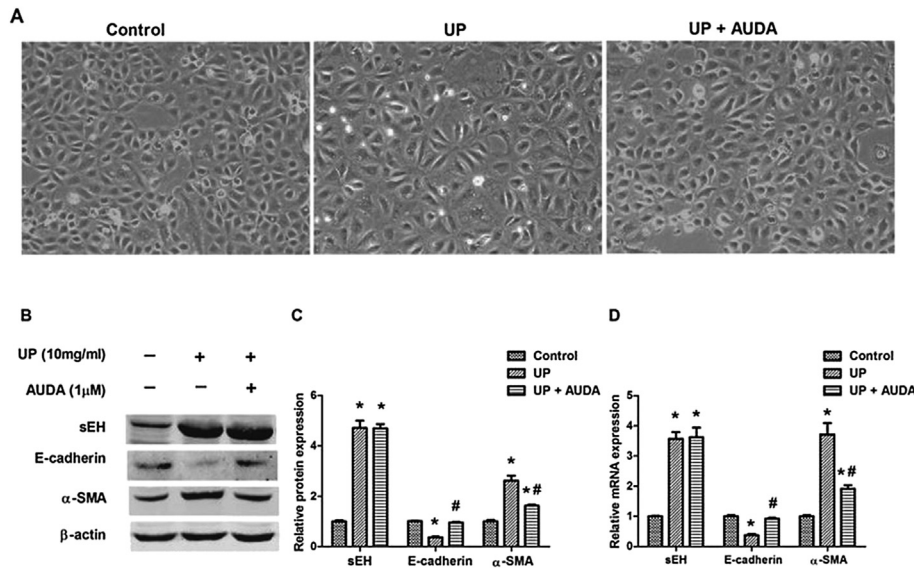 A
Control
UP
UP + AUDA
B
UP (10mg/ml) − + +
AUDA (1μM) − − +
sEH
E-cadherin
α-SMA
β-actin
C
Control
UP
UP + AUDA
Relative protein expression
6
4
2
0
* *
* #
* *#
sEH E-cadherin α-SMA
D
Control
UP
UP + AUDA
Relative mRNA expression
5
4
3
2
1
0
* *
* #
* *#
sEH E-cadherin α-SMA